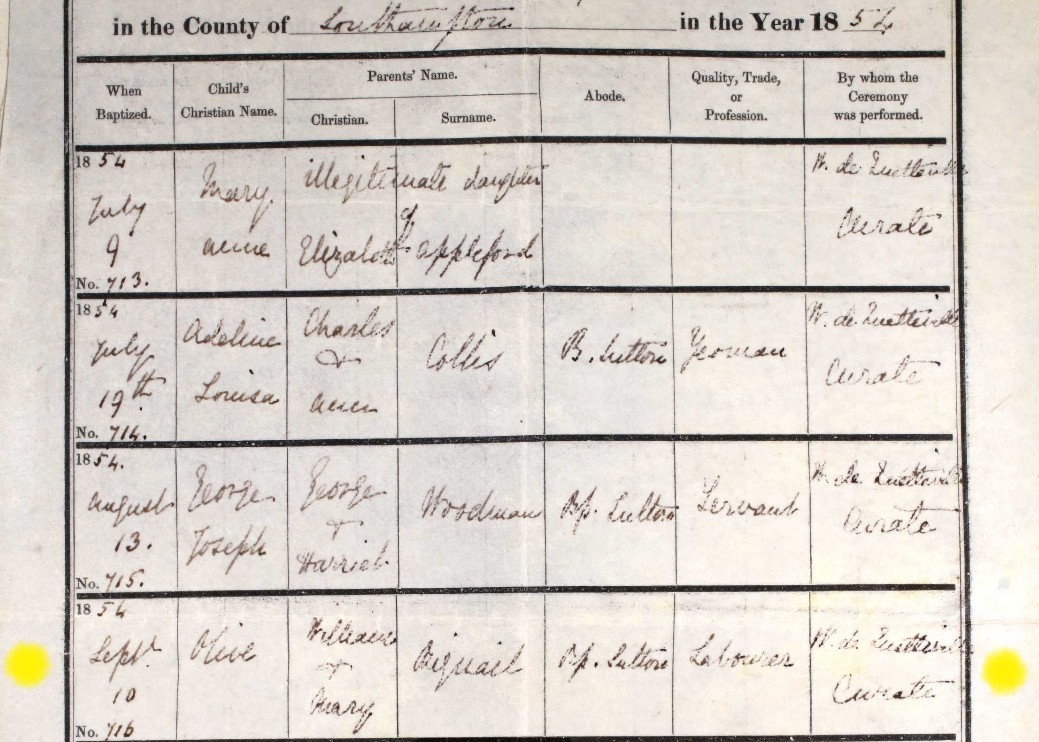 in the County of Southampton in the Year 1854
When Baptized. Child's Christian Name. Parents' Name. Christian. Surname. Abode. Quality, Trade, or Profession. By whom the Ceremony was performed.
1854 July 9 No. 713. Mary Anne illegitimate daughter of Elizabeth Appleford W. de Quetteville Curate
1854 July 19th No. 714. Adeline Louisa Charles & Ann Collis B. Sutton Yeoman W. de Quetteville Curate
1854. August 13. No. 715. George Joseph George & Harriet Woodman Bp. Sutton Servant W. de Quetteville Curate
1854 Sept 10 No. 716 Olive William & Mary Bp. Sutton Labourer W. de Quetteville Curate